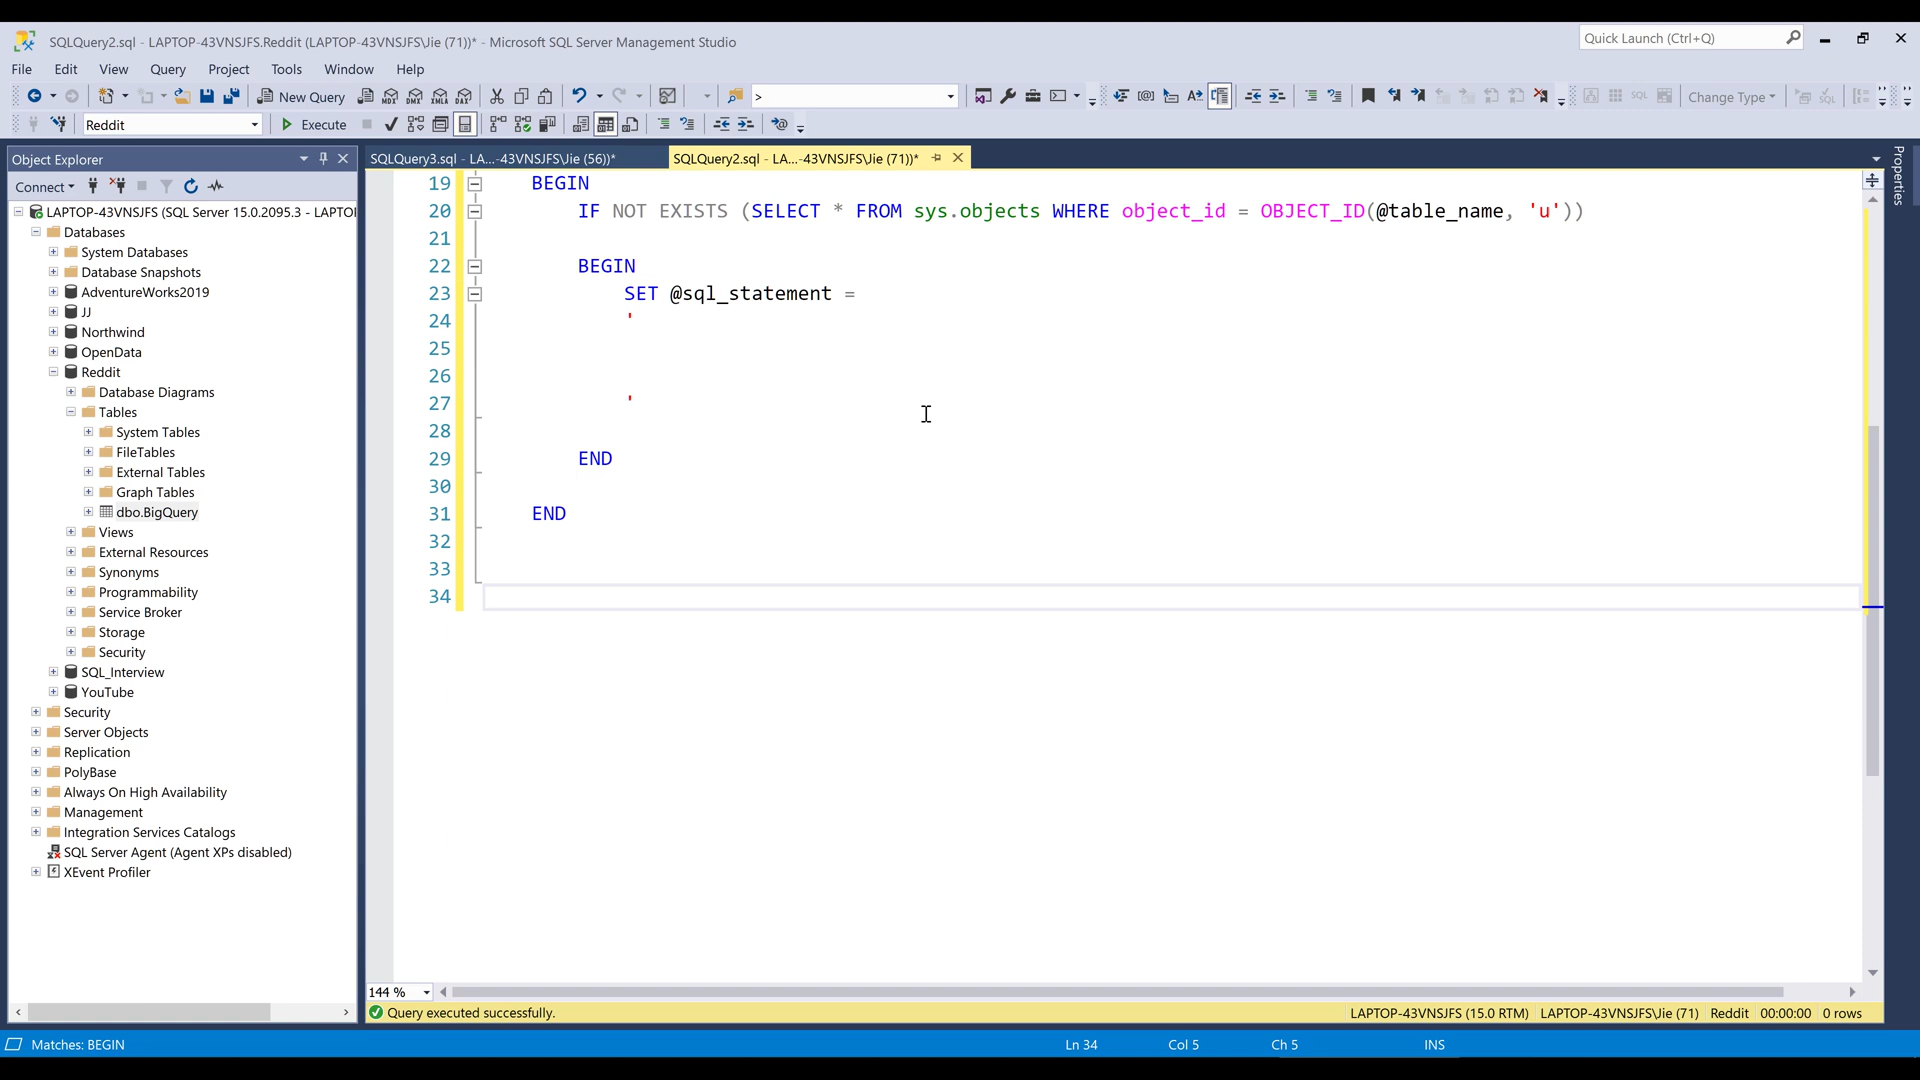 SQLQuery2.sql - LAPTOP-43VNSJFS.Reddit (LAPTOP-43VNSJFS\Jie (71))* - Microsoft SQL Server Management Studio
Quick Launch (Ctrl+Q)
File Edit View Query Project Tools Window Help
New Query MDX DMX XMLA DAX > Change Type
Reddit Execute
Object Explorer
SQLQuery3.sql - LA...-43VNSJFS\Jie (56))*
SQLQuery2.sql - LA...-43VNSJFS\Jie (71))*
Properties
Connect
LAPTOP-43VNSJFS (SQL Server 15.0.2095.3 - LAPTO
Databases
System Databases
Database Snapshots
AdventureWorks2019
JJ
Northwind
OpenData
Reddit
Database Diagrams
Tables
System Tables
FileTables
External Tables
Graph Tables
dbo.BigQuery
Views
External Resources
Synonyms
Programmability
Service Broker
Storage
Security
SQL_Interview
YouTube
Security
Server Objects
Replication
PolyBase
Always On High Availability
Management
Integration Services Catalogs
SQL Server Agent (Agent XPs disabled)
XEvent Profiler
19 BEGIN
20 IF NOT EXISTS (SELECT * FROM sys.objects WHERE object_id = OBJECT_ID(@table_name, 'u'))
21
22 BEGIN
23 SET @sql_statement =
24 '
25
26
27 '
28
29 END
30
31 END
32
33
34
144 %
Query executed successfully.
LAPTOP-43VNSJFS (15.0 RTM) LAPTOP-43VNSJFS\Jie (71) Reddit 00:00:00 0 rows
Matches: BEGIN Ln 34 Col 5 Ch 5 INS